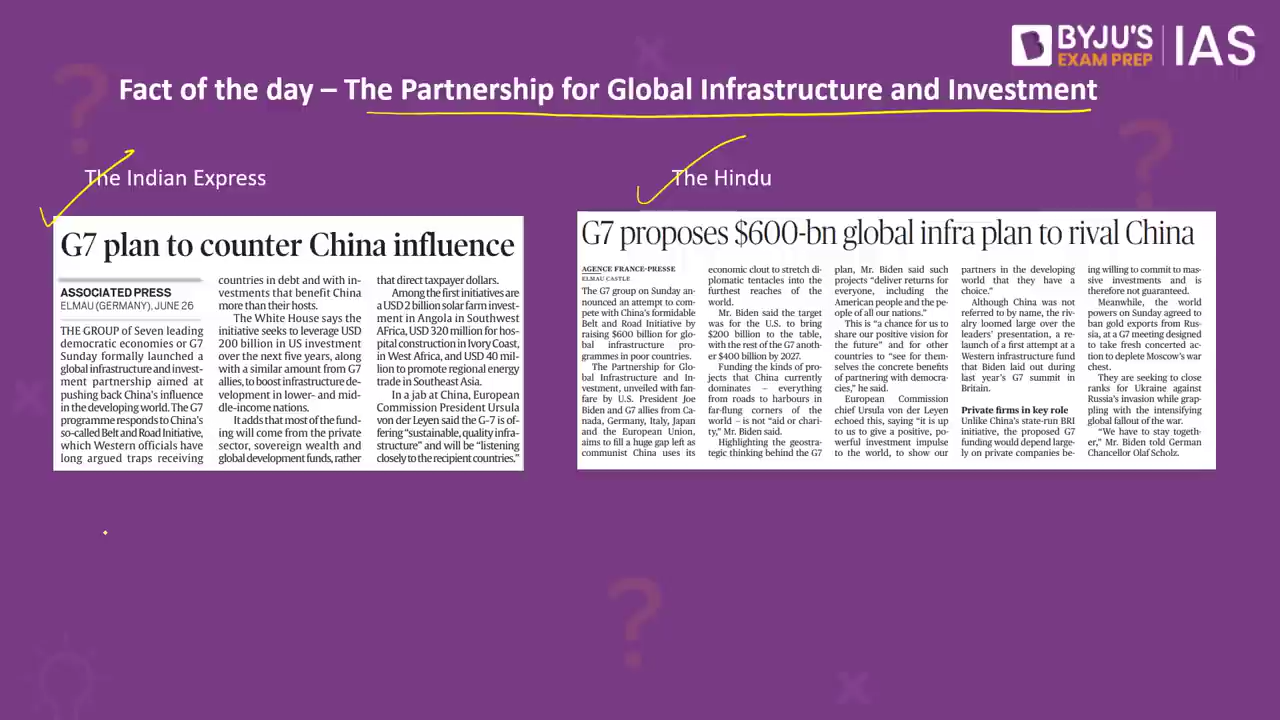 BYJU'S
EXAM PREP
IAS
Fact of the day – The Partnership for Global Infrastructure and Investment
The Indian Express
G7 plan to counter China influence
ASSOCIATED PRESS
ELMAU (GERMANY), JUNE 26
THE GROUP of Seven leading
democratic economies or G7
Sunday formally launched a
global infrastructure and invest-
ment partnership aimed at
pushing back China's influence
in the developing world. The G7
programme responds to China's
so-called Belt and Road Initiative,
which Western officials have
long argued traps receiving
countries in debt and with in-
vestments that benefit China
more than their hosts.
The White House says the
initiative seeks to leverage USD
200 billion in US investment
over the next five years, along
with a similar amount from G7
allies, to boost infrastructure de-
velopment in lower- and mid-
dle-income nations.
It adds that most of the fund-
ing will come from the private
sector, sovereign wealth and
global development funds, rather
that direct taxpayer dollars.
Among the first initiatives are
a USD 2 billion solar farm invest-
ment in Angola in Southwest
Africa, USD 320 million for hos-
pital construction in Ivory Coast,
in West Africa, and USD 40 mil-
lion to promote regional energy
trade in Southeast Asia.
In a jab at China, European
Commission President Ursula
von der Leyen said the G-7 is of-
fering "sustainable, quality infra-
structure" and will be "listening
closely to the recipient countries."
The Hindu
G7 proposes $600-bn global infra plan to rival China
AGENCE FRANCE-PRESSE
ELMAU CASTLE
The G7 group on Sunday an-
nounced an attempt to com-
pete with China's formidable
Belt and Road Initiative by
raising $600 billion for glo-
bal infrastructure pro-
grammes in poor countries.
The Partnership for Glo-
bal Infrastructure and In-
vestment, unveiled with fan-
fare by U.S. President Joe
Biden and G7 allies from Ca-
nada, Germany, Italy, Japan
and the European Union,
aims to fill a huge gap left as
communist China uses its
economic clout to stretch di-
plomatic tentacles into the
furthest reaches of the
world.
Mr. Biden said the target
was for the U.S. to bring
$200 billion to the table,
with the rest of the G7 anoth-
er $400 billion by 2027.
Funding the kinds of pro-
jects that China currently
dominates – everything
from roads to harbours in
far-flung corners of the
world – is not "aid or chari-
ty," Mr. Biden said.
Highlighting the geostra-
tegic thinking behind the G7
plan, Mr. Biden said such
projects "deliver returns for
everyone, including the
American people and the pe-
ople of all our nations."
This is "a chance for us to
share our positive vision for
the future" and for other
countries to "see for them-
selves the concrete benefits
of partnering with democra-
cies," he said.
European Commission
chief Ursula von der Leyen
echoed this, saying "it is up
to us to give a positive, po-
werful investment impulse
to the world, to show our
partners in the developing
world that they have a
choice."
Although China was not
referred to by name, the riv-
alry loomed large over the
leaders' presentation, a re-
launch of a first attempt at a
Western infrastructure fund
that Biden laid out during
last year's G7 summit in
Britain.
Private firms in key role
Unlike China's state-run BRI
initiative, the proposed G7
funding would depend large-
ly on private companies be-
ing willing to commit to mas-
sive investments and is
therefore not guaranteed.
Meanwhile, the world
powers on Sunday agreed to
ban gold exports from Rus-
sia, at a G7 meeting designed
to take fresh concerted ac-
tion to deplete Moscow's war
chest.
They are seeking to close
ranks for Ukraine against
Russia's invasion while grap-
pling with the intensifying
global fallout of the war.
"We have to stay togeth-
er," Mr. Biden told German
Chancellor Olaf Scholz.